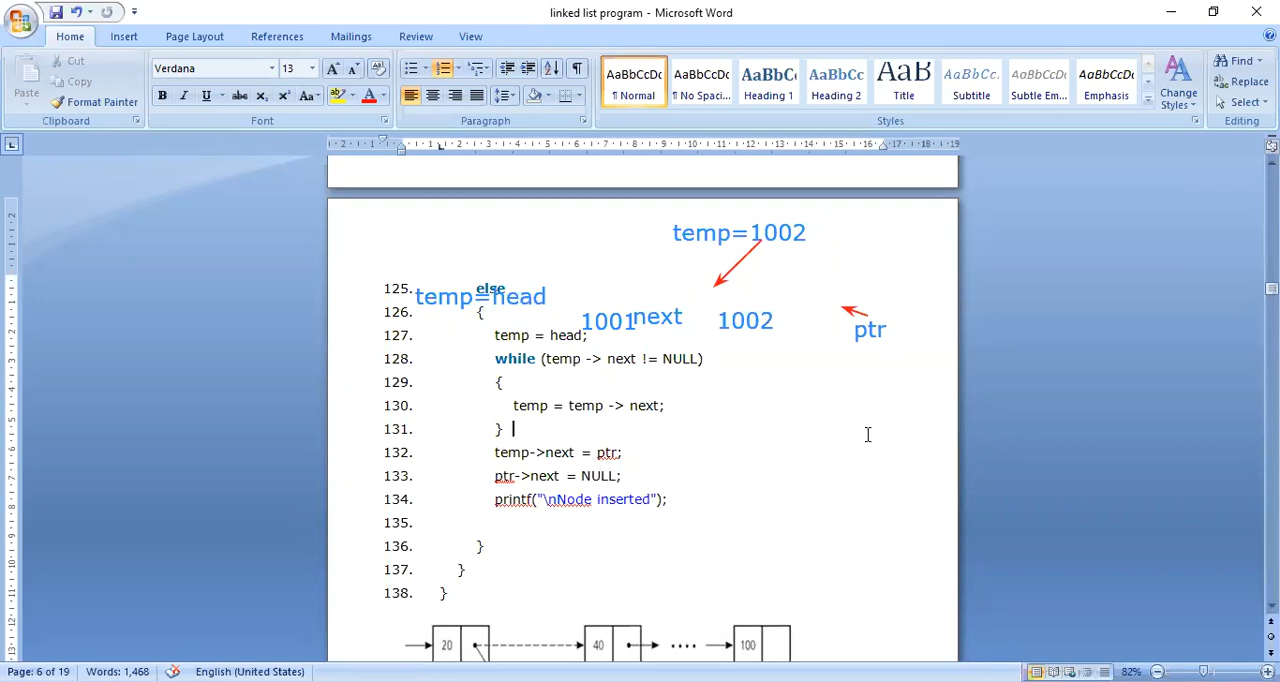 linked list program - Microsoft Word
Home Insert Page Layout References Mailings Review View
Paste
Cut
Copy
Format Painter
Clipboard
Verdana 13
Font
Paragraph
AaBbCcDc AaBbCcDc AaBbC AaBbCc AaB AaBbCc. AaBbCcDc AaBbCcDc
¶ Normal ¶ No Spaci... Heading 1 Heading 2 Title Subtitle Subtle Em... Emphasis
Change Styles
Styles
Find
Replace
Select
Editing
temp=1002
125. else
temp=head
126. {
1001 next 1002 ptr
127. temp = head;
128. while (temp -> next != NULL)
129. {
130. temp = temp -> next;
131. }
132. temp->next = ptr;
133. ptr->next = NULL;
134. printf("\nNode inserted");
135.
136. }
137. }
138. }
20 40 100
Page: 6 of 19 Words: 1,468 English (United States) 82%